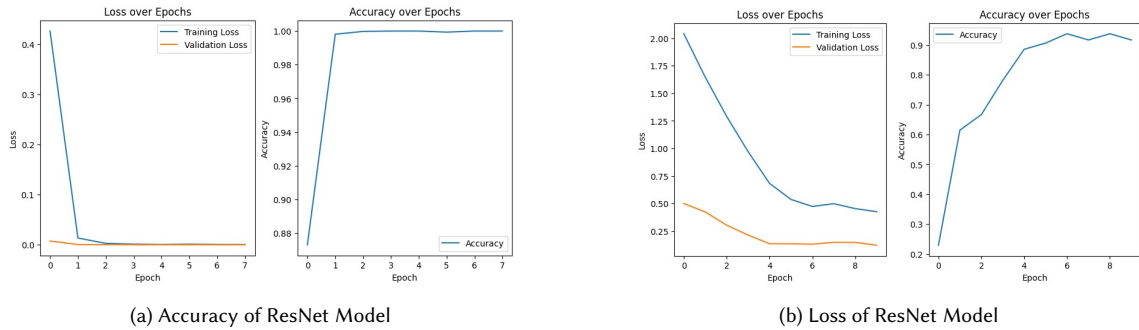 Loss over Epochs
Training Loss
Validation Loss
0.4
0.3
0.2
0.1
0.0
Loss
0 1 2 3 4 5 6 7
Epoch
Accuracy over Epochs
1.00
0.98
0.96
0.94
0.92
0.90
0.88
Accuracy
Accuracy
0 1 2 3 4 5 6 7
Epoch
(a) Accuracy of ResNet Model
Loss over Epochs
Training Loss
Validation Loss
2.00
1.75
1.50
1.25
1.00
0.75
0.50
0.25
Loss
0 2 4 6 8
Epoch
Accuracy over Epochs
Accuracy
0.9
0.8
0.7
0.6
0.5
0.4
0.3
0.2
Accuracy
0 2 4 6 8
Epoch
(b) Loss of ResNet Model